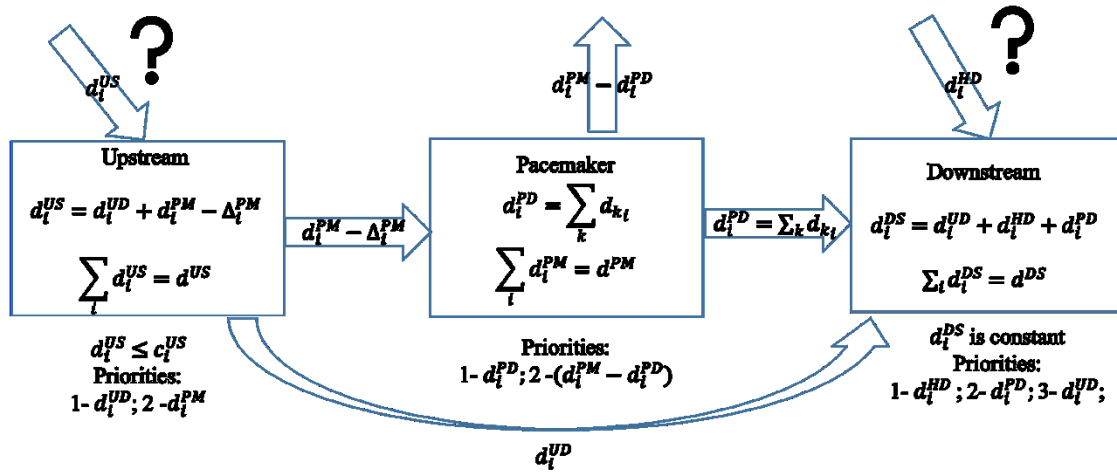 ?
?
d_i^{US}
d_i^{PM} − d_i^{PD}
d_i^{HD}
Upstream
d_i^{US} = d_i^{UD} + d_i^{PM} − Δ_i^{PM}
∑_i d_i^{US} = d^{US}
d_i^{PM} − Δ_i^{PM}
Pacemaker
d_i^{PD} = ∑_k d_{k_i}
∑_i d_i^{PM} = d^{PM}
d_i^{PD} = ∑_k d_{k_i}
Downstream
d_i^{DS} = d_i^{UD} + d_i^{HD} + d_i^{PD}
∑_i d_i^{DS} = d^{DS}
d_i^{US} ≤ c_i^{US}
Priorities:
1- d_i^{UD}; 2 -d_i^{PM}
Priorities:
1- d_i^{PD}; 2 -(d_i^{PM} − d_i^{PD})
d_i^{DS} is constant
Priorities:
1- d_i^{HD} ; 2- d_i^{PD}; 3- d_i^{UD};
d_i^{UD}